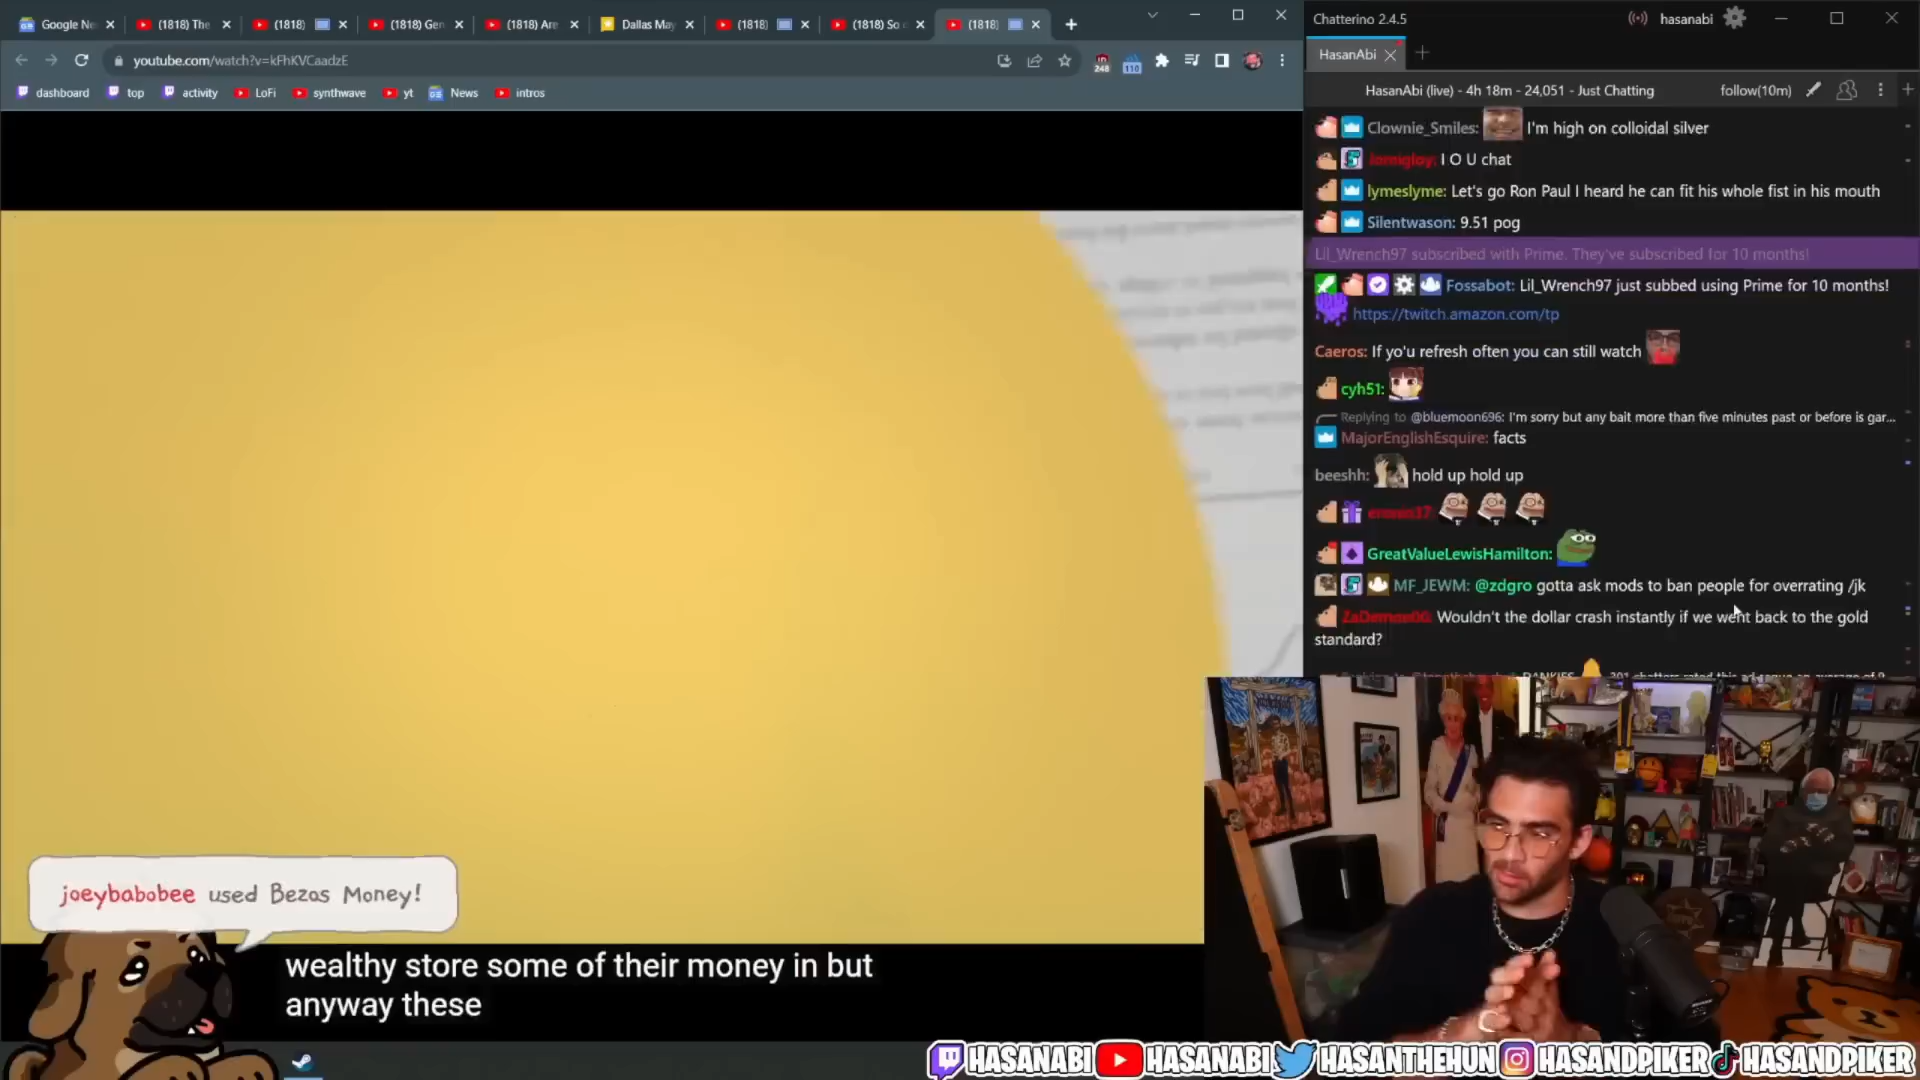 Google Ne
(1818) The
(1818)
(1818) Gen
(1818) Are
Dallas May
(1818)
(1818) So
(1818)
youtube.com/watch?v=kFhKVCaadzE
248
110
dashboard
top
activity
LoFi
synthwave
yt
News
intros
joeybabobee used Bezos Money!
wealthy store some of their money in but
anyway these
Chatterino 2.4.5
hasanabi
HasanAbi
HasanAbi (live) - 4h 18m - 24,051 - Just Chatting
follow(10m)
Clownie_Smiles: I'm high on colloidal silver
I O U chat
lymeslyme: Let's go Ron Paul I heard he can fit his whole fist in his mouth
Silentwason: 9.51 pog
Lil_Wrench97 subscribed with Prime. They've subscribed for 10 months!
Fossabot: Lil_Wrench97 just subbed using Prime for 10 months!
https://twitch.amazon.com/tp
Caeros: If yo'u refresh often you can still watch
cyh51:
Replying to @bluemoon696: I'm sorry but any bait more than five minutes past or before is gar...
MajorEnglishEsquire: facts
beeshh: hold up hold up
GreatValueLewisHamilton:
MF_JEWM: @zdgro gotta ask mods to ban people for overrating /jk
Wouldn't the dollar crash instantly if we went back to the gold
standard?
HASANABI
HASANABI
HASANTHEHUN
HASANDPIKER
HASANDPIKER